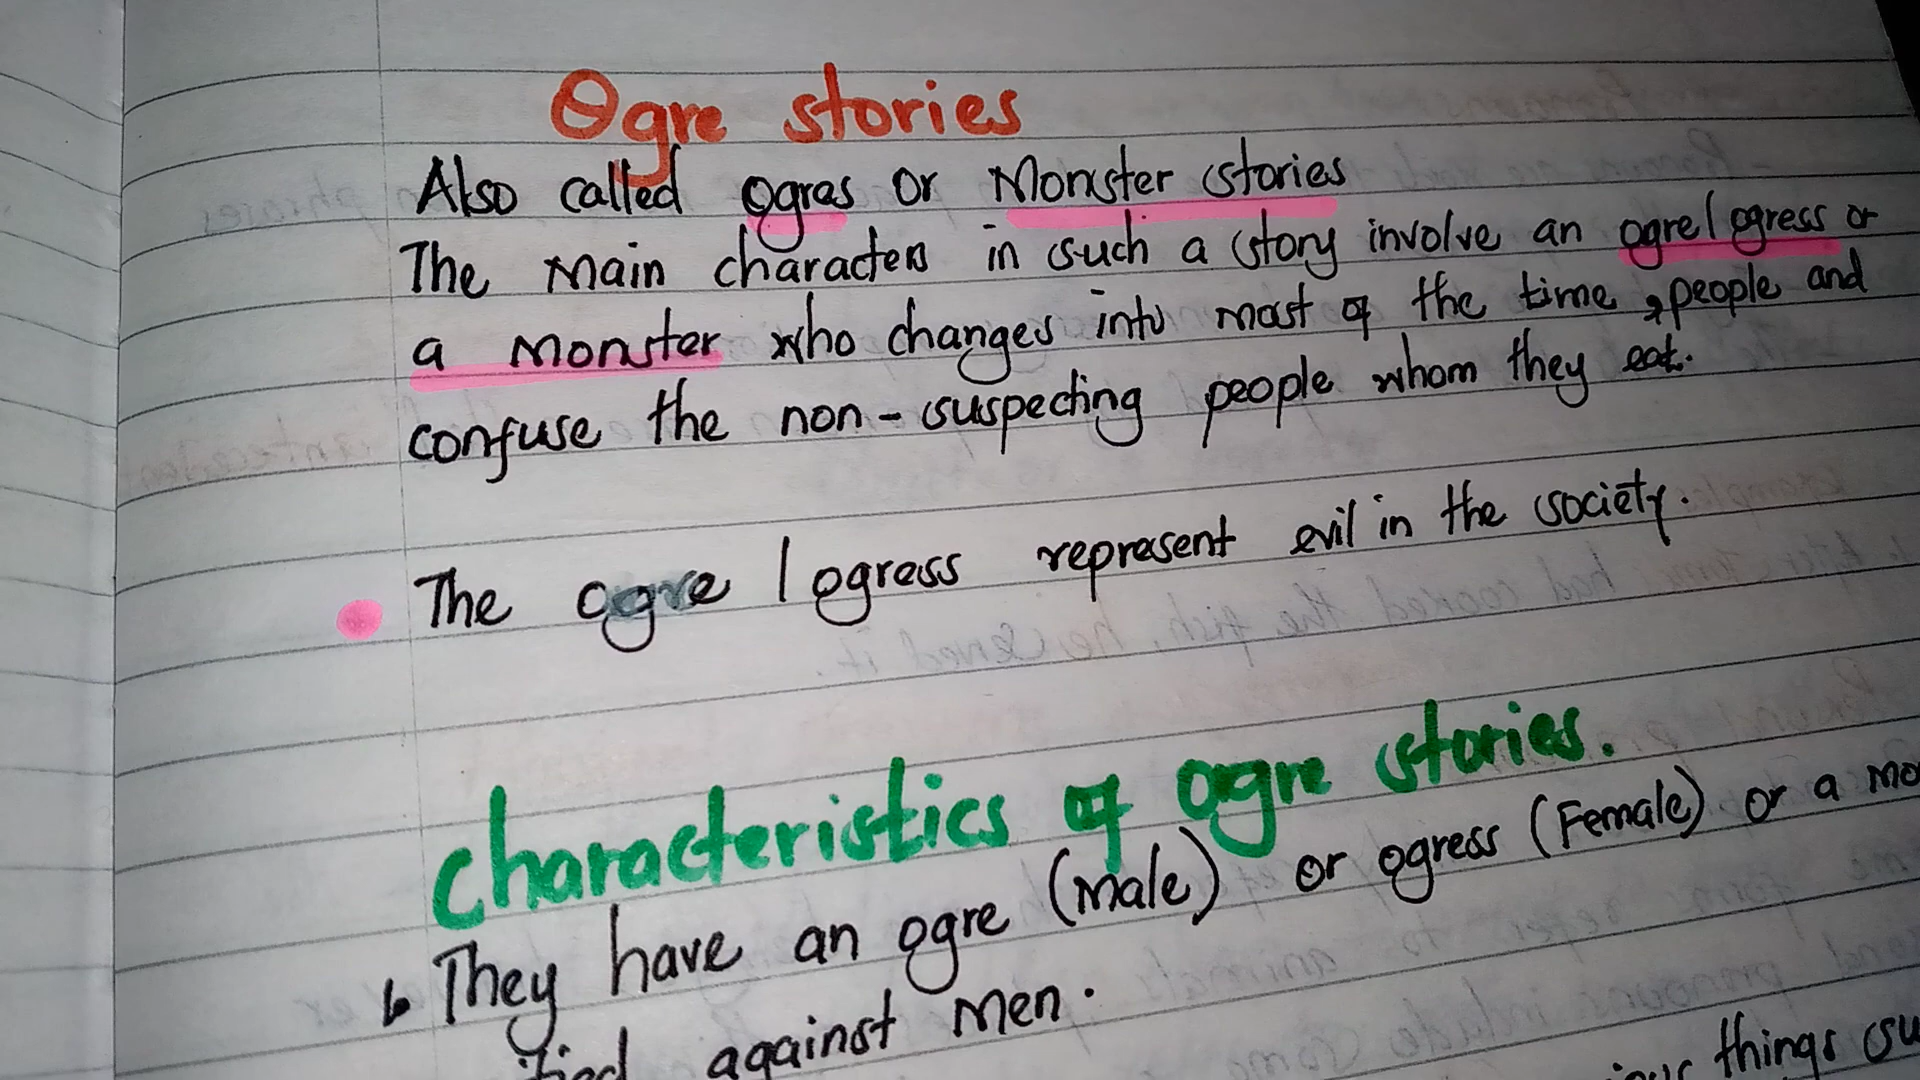 Ogre stories
Also called ogres or Monster stories
The main characters in such a story involve an ogre/ogress or
a monster who changes into most of the time, people and
confuse the non-suspecting people whom they eat.
The ogre / ogress represent evil in the society.
Characteristics of ogre stories.
They have an ogre (male) or ogress (Female) or a mo
against men.
things su